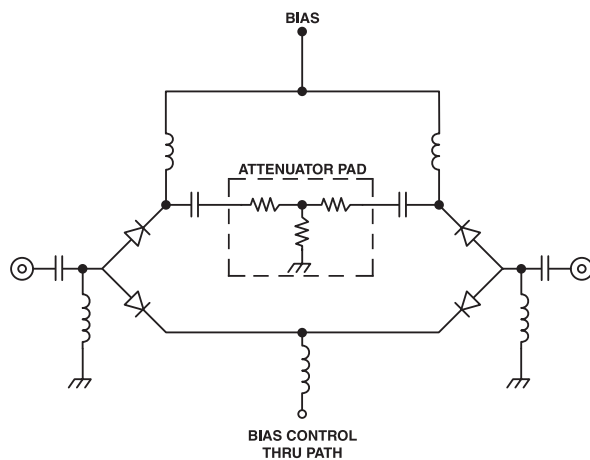 BIAS
ATTENUATOR PAD
BIAS CONTROL
THRU PATH